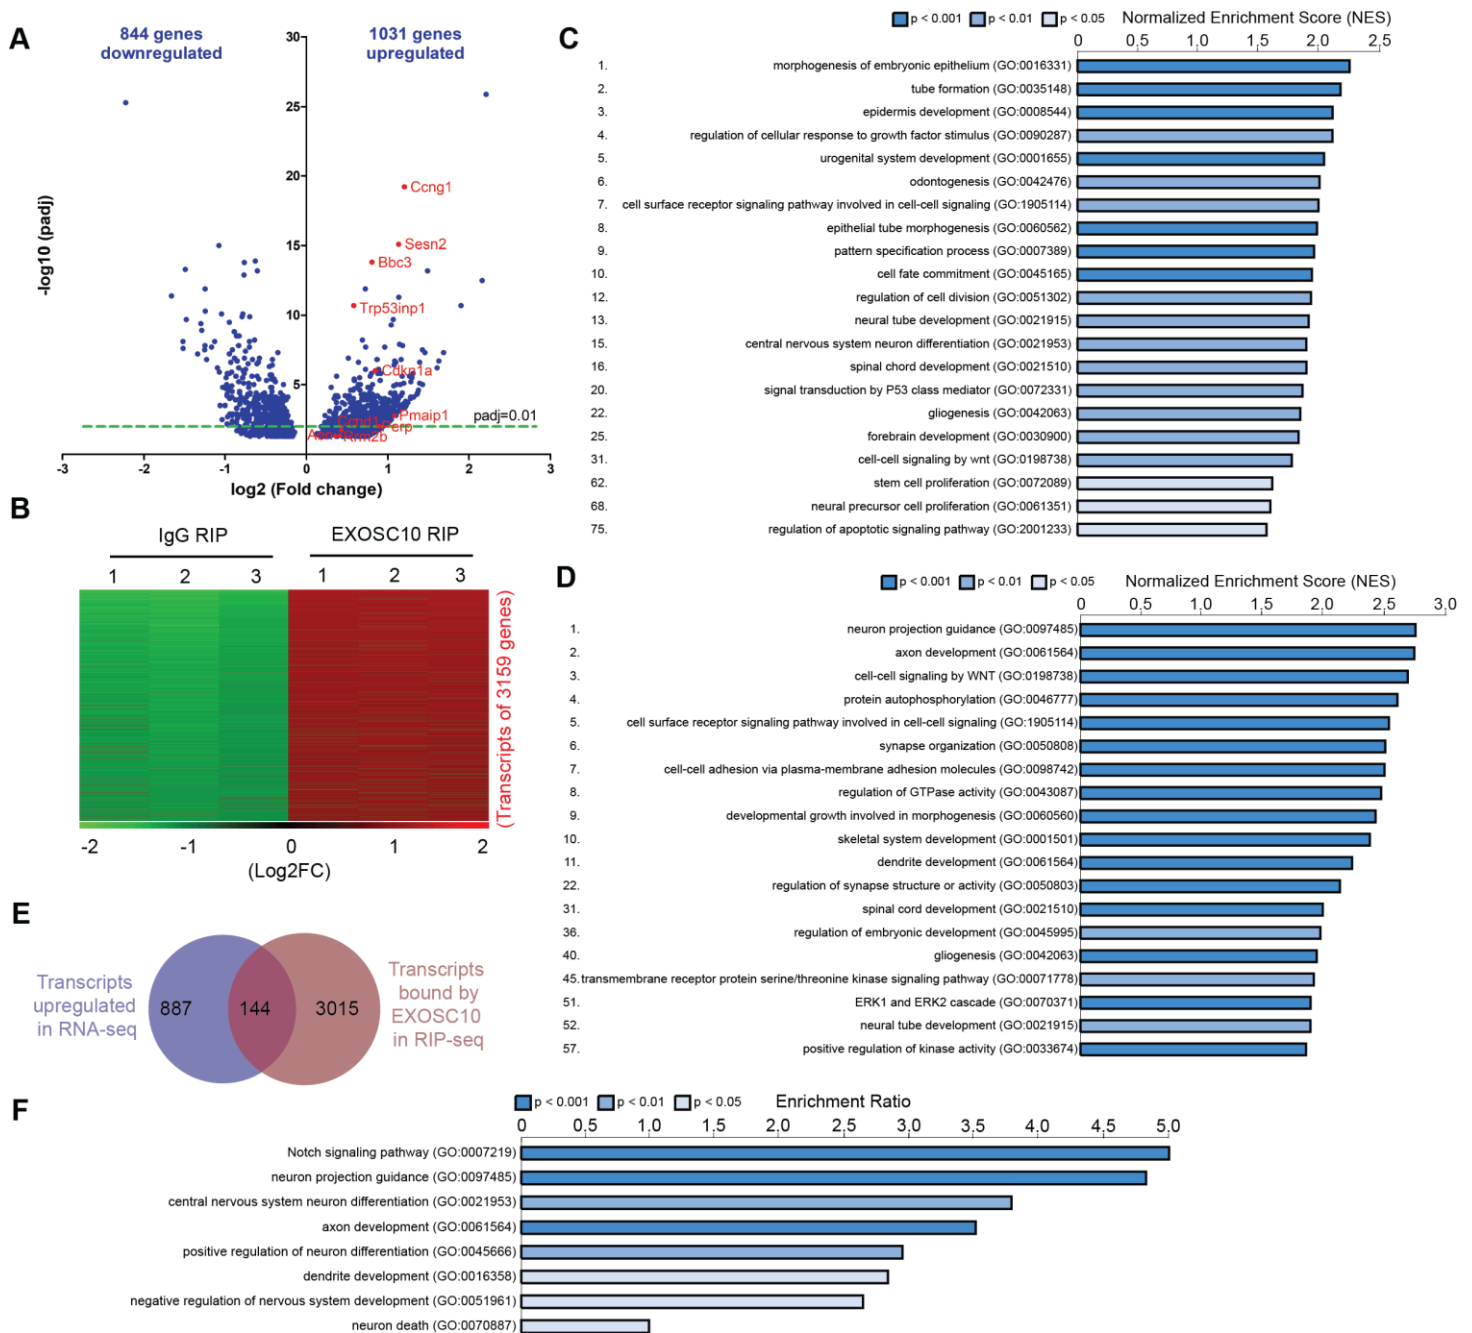 A
844 genes
downregulated
1031 genes
upregulated
30
25
20
15
10
5
-log10 (padj)
Ccng1
Sesn2
Bbc3
Trp53inp1
Cdkn1a
Pmaip1
Ccnd1
Perp
Rrm2b
padj=0.01
-3 -2 -1 0 1 2 3
log2 (Fold change)
B
IgG RIP EXOSC10 RIP
1 2 3 1 2 3
(Transcripts of 3159 genes)
-2 -1 0 1 2
(Log2FC)
C
p < 0.001 p < 0.01 p < 0.05 Normalized Enrichment Score (NES)
0 0.5 1.0 1.5 2.0 2.5
1. morphogenesis of embryonic epithelium (GO:0016331)
2. tube formation (GO:0035148)
3. epidermis development (GO:0008544)
4. regulation of cellular response to growth factor stimulus (GO:0090287)
5. urogenital system development (GO:0001655)
6. odontogenesis (GO:0042476)
7. cell surface receptor signaling pathway involved in cell-cell signaling (GO:1905114)
8. epithelial tube morphogenesis (GO:0060562)
9. pattern specification process (GO:0007389)
10. cell fate commitment (GO:0045165)
12. regulation of cell division (GO:0051302)
13. neural tube development (GO:0021915)
15. central nervous system neuron differentiation (GO:0021953)
16. spinal chord development (GO:0021510)
20. signal transduction by P53 class mediator (GO:0072331)
22. gliogenesis (GO:0042063)
25. forebrain development (GO:0030900)
31. cell-cell signaling by wnt (GO:0198738)
62. stem cell proliferation (GO:0072089)
68. neural precursor cell proliferation (GO:0061351)
75. regulation of apoptotic signaling pathway (GO:2001233)
D
p < 0.001 p < 0.01 p < 0.05 Normalized Enrichment Score (NES)
0 0.5 1.0 1.5 2.0 2.5 3.0
1. neuron projection guidance (GO:0097485)
2. axon development (GO:0061564)
3. cell-cell signaling by WNT (GO:0198738)
4. protein autophosphorylation (GO:0046777)
5. cell surface receptor signaling pathway involved in cell-cell signaling (GO:1905114)
6. synapse organization (GO:0050808)
7. cell-cell adhesion via plasma-membrane adhesion molecules (GO:0098742)
8. regulation of GTPase activity (GO:0043087)
9. developmental growth involved in morphogenesis (GO:0060560)
10. skeletal system development (GO:0001501)
11. dendrite development (GO:0061564)
22. regulation of synapse structure or activity (GO:0050803)
31. spinal cord development (GO:0021510)
36. regulation of embryonic development (GO:0045995)
40. gliogenesis (GO:0042063)
45. transmembrane receptor protein serine/threonine kinase signaling pathway (GO:00071778)
51. ERK1 and ERK2 cascade (GO:0070371)
52. neural tube development (GO:0021915)
57. positive regulation of kinase activity (GO:0033674)
E
Transcripts
upregulated
in RNA-seq
887 144 3015
Transcripts
bound by
EXOSC10
in RIP-seq
F
p < 0.001 p < 0.01 p < 0.05 Enrichment Ratio
0 0.5 1.0 1.5 2.0 2.5 3.0 3.5 4.0 4.5 5.0
Notch signaling pathway (GO:0007219)
neuron projection guidance (GO:0097485)
central nervous system neuron differentiation (GO:0021953)
axon development (GO:0061564)
positive regulation of neuron differentiation (GO:0045666)
dendrite development (GO:0016358)
negative regulation of nervous system development (GO:0051961)
neuron death (GO:0070887)